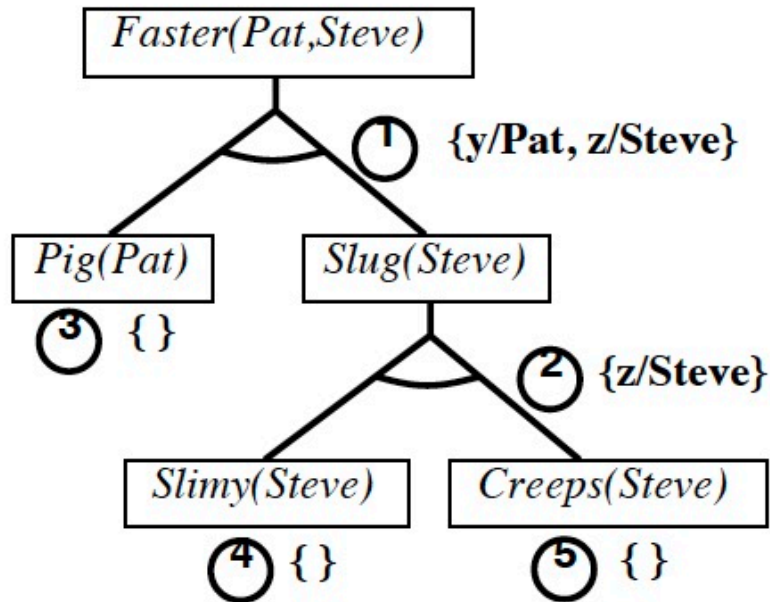 Faster(Pat,Steve)
1 {y/Pat, z/Steve}
Pig(Pat) Slug(Steve)
3 { }
2 {z/Steve}
Slimy(Steve) Creeps(Steve)
4 { } 5 { }